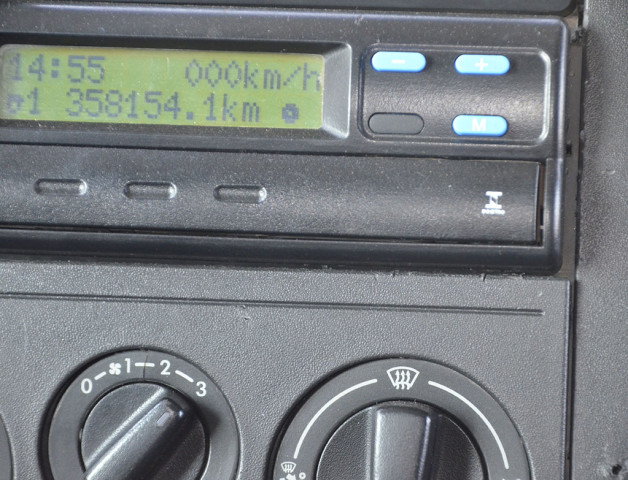 14:55 000km/h
1 358154.1km
- +
M
0 1 2 3